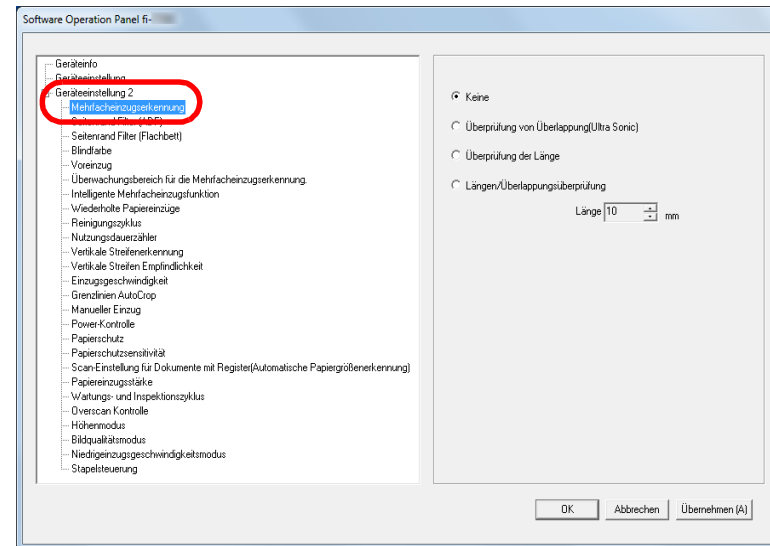 Software Operation Panel fi-
Geräteinfo
Geräteeinstellung
Geräteeinstellung 2
Mehrfacheinzugserkennung
Seitenrand Filter (ADF)
Seitenrand Filter (Flachbett)
Blindfarbe
Voreinzug
Überwachungsbereich für die Mehrfacheinzugserkennung.
Intelligente Mehrfacheinzugsfunktion
Wiederholte Papiereinzüge
Reinigungszyklus
Nutzungsdauerzähler
Vertikale Streifenerkennung
Vertikale Streifen Empfindlichkeit
Einzugsgeschwindigkeit
Grenzlinien AutoCrop
Manueller Einzug
Power-Kontrolle
Papierschutz
Papierschutzsensitivität
Scan-Einstellung für Dokumente mit Register(Automatische Papiergrößenerkennung)
Papiereinzugsstärke
Wartungs- und Inspektionszyklus
Overscan Kontrolle
Höhenmodus
Bildqualitätsmodus
Niedrigeinzugsgeschwindigkeitsmodus
Stapelsteuerung
Keine
Überprüfung von Überlappung(Ultra Sonic)
Überprüfung der Länge
Längen/Überlappungsüberprüfung
Länge 10 mm
OK Abbrechen Übernehmen (A)